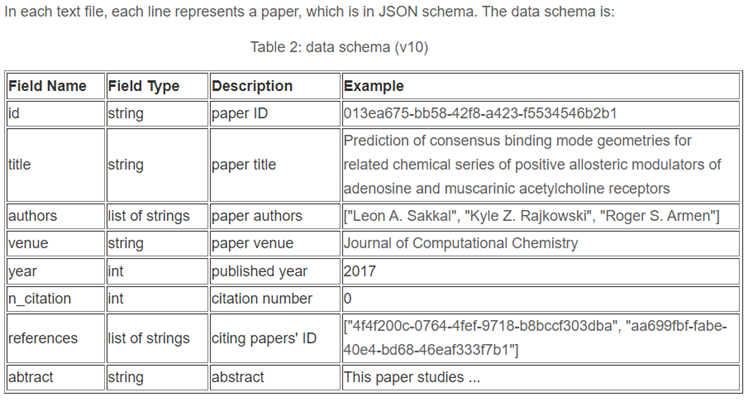 In each text file, each line represents a paper, which is in JSON schema. The data schema is:
Table 2: data schema (v10)
Field Name Field Type Description Example
id string paper ID 013ea675-bb58-42f8-a423-f5534546b2b1
title string paper title Prediction of consensus binding mode geometries for
related chemical series of positive allosteric modulators of
adenosine and muscarinic acetylcholine receptors
authors list of strings paper authors ["Leon A. Sakkal", "Kyle Z. Rajkowski", "Roger S. Armen"]
venue string paper venue Journal of Computational Chemistry
year int published year 2017
n_citation int citation number 0
references list of strings citing papers' ID ["4f4f200c-0764-4fef-9718-b8bccf303dba", "aa699fbf-fabe-
40e4-bd68-46eaf333f7b1"]
abtract string abstract This paper studies ...